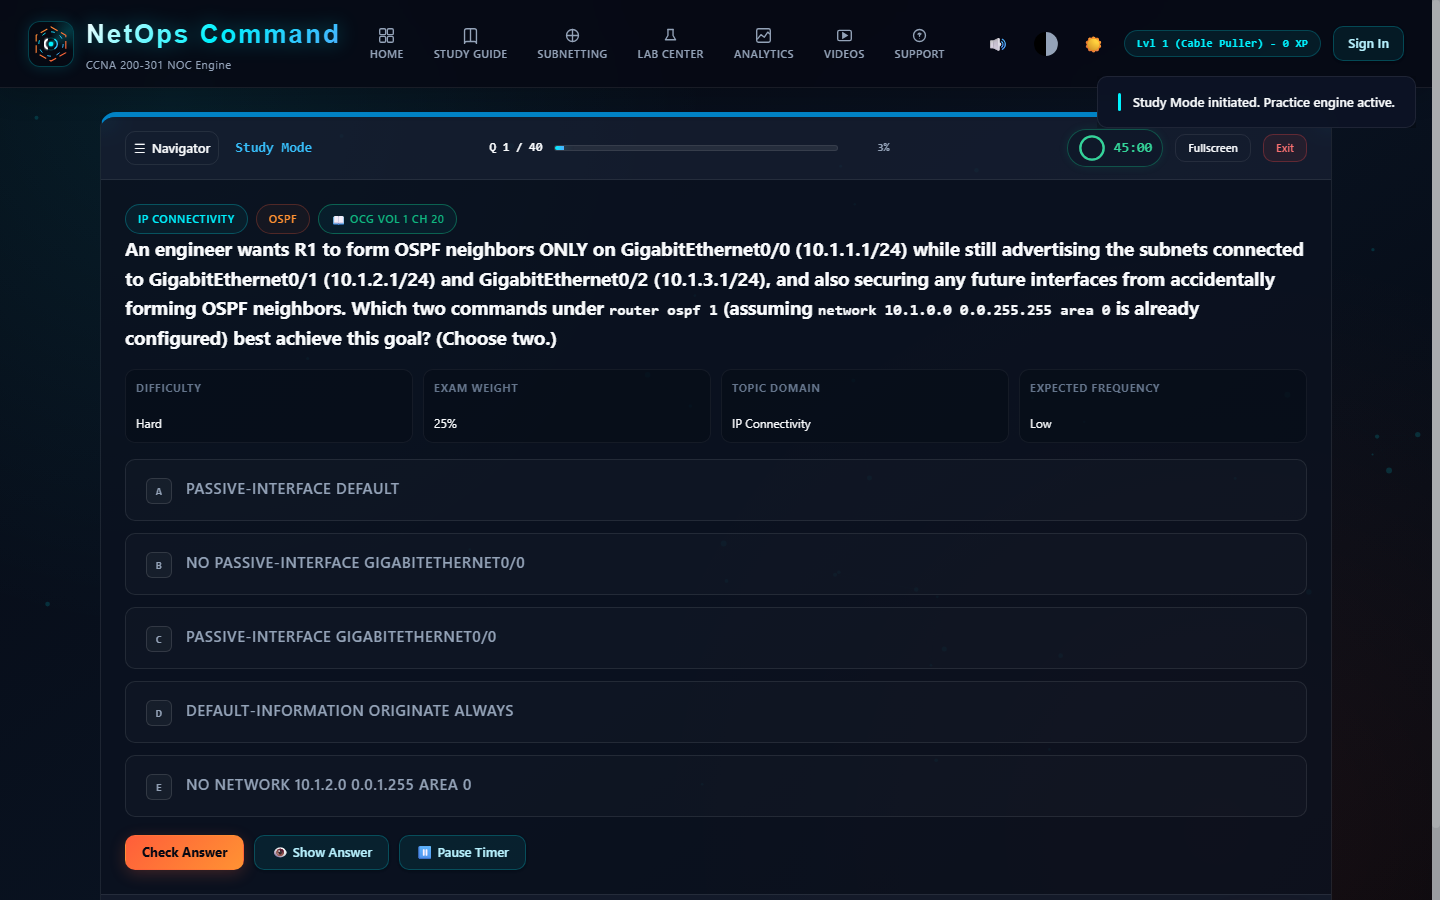 NetOps Command
CCNA 200-301 NOC Engine
HOME
STUDY GUIDE
SUBNETTING
LAB CENTER
ANALYTICS
VIDEOS
SUPPORT
Lvl 1 (Cable Puller) - 0 XP
Sign In
Study Mode initiated. Practice engine active.
☰ Navigator
Study Mode
Q 1 / 40
3%
45:00
Fullscreen
Exit
IP CONNECTIVITY
OSPF
OCG VOL 1 CH 20
An engineer wants R1 to form OSPF neighbors ONLY on GigabitEthernet0/0 (10.1.1.1/24) while still advertising the subnets connected
to GigabitEthernet0/1 (10.1.2.1/24) and GigabitEthernet0/2 (10.1.3.1/24), and also securing any future interfaces from accidentally
forming OSPF neighbors. Which two commands under router ospf 1 (assuming network 10.1.0.0 0.0.255.255 area 0 is already
configured) best achieve this goal? (Choose two.)
DIFFICULTY
Hard
EXAM WEIGHT
25%
TOPIC DOMAIN
IP Connectivity
EXPECTED FREQUENCY
Low
A PASSIVE-INTERFACE DEFAULT
B NO PASSIVE-INTERFACE GIGABITETHERNET0/0
C PASSIVE-INTERFACE GIGABITETHERNET0/0
D DEFAULT-INFORMATION ORIGINATE ALWAYS
E NO NETWORK 10.1.2.0 0.0.1.255 AREA 0
Check Answer
Show Answer
Pause Timer